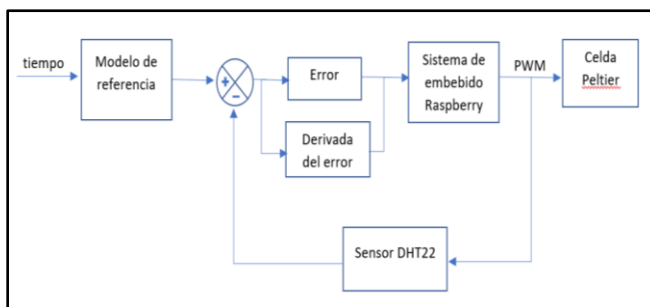 tiempo
Modelo de
referencia
+
-
Error
Derivada
del error
Sistema de
embebido
Raspberry
PWM
Celda
Peltier
Sensor DHT22